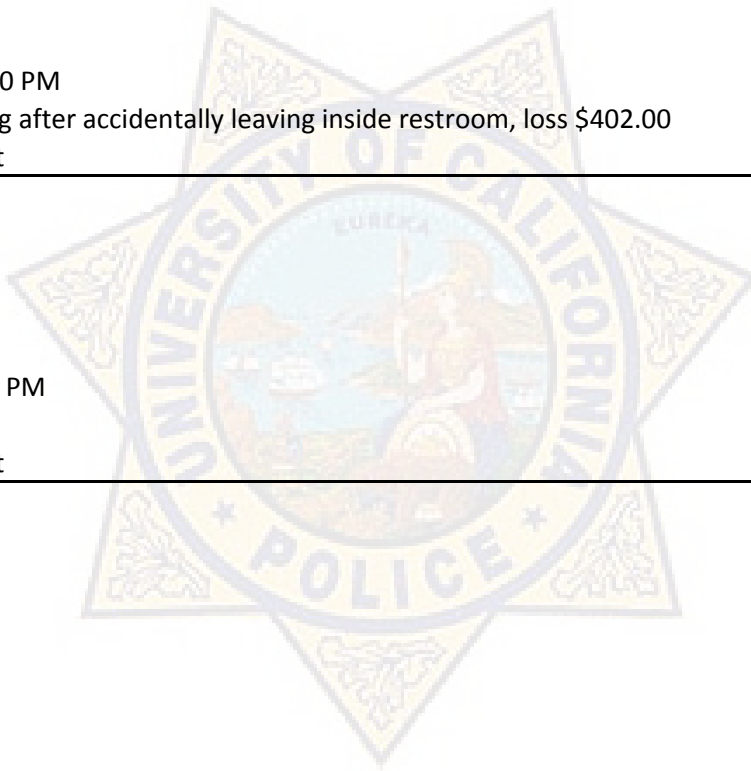 0 PM
g after accidentally leaving inside restroom, loss $402.00
t
PM
t
UNIVERSITY OF CALIFORNIA
EUREKA
* POLICE *